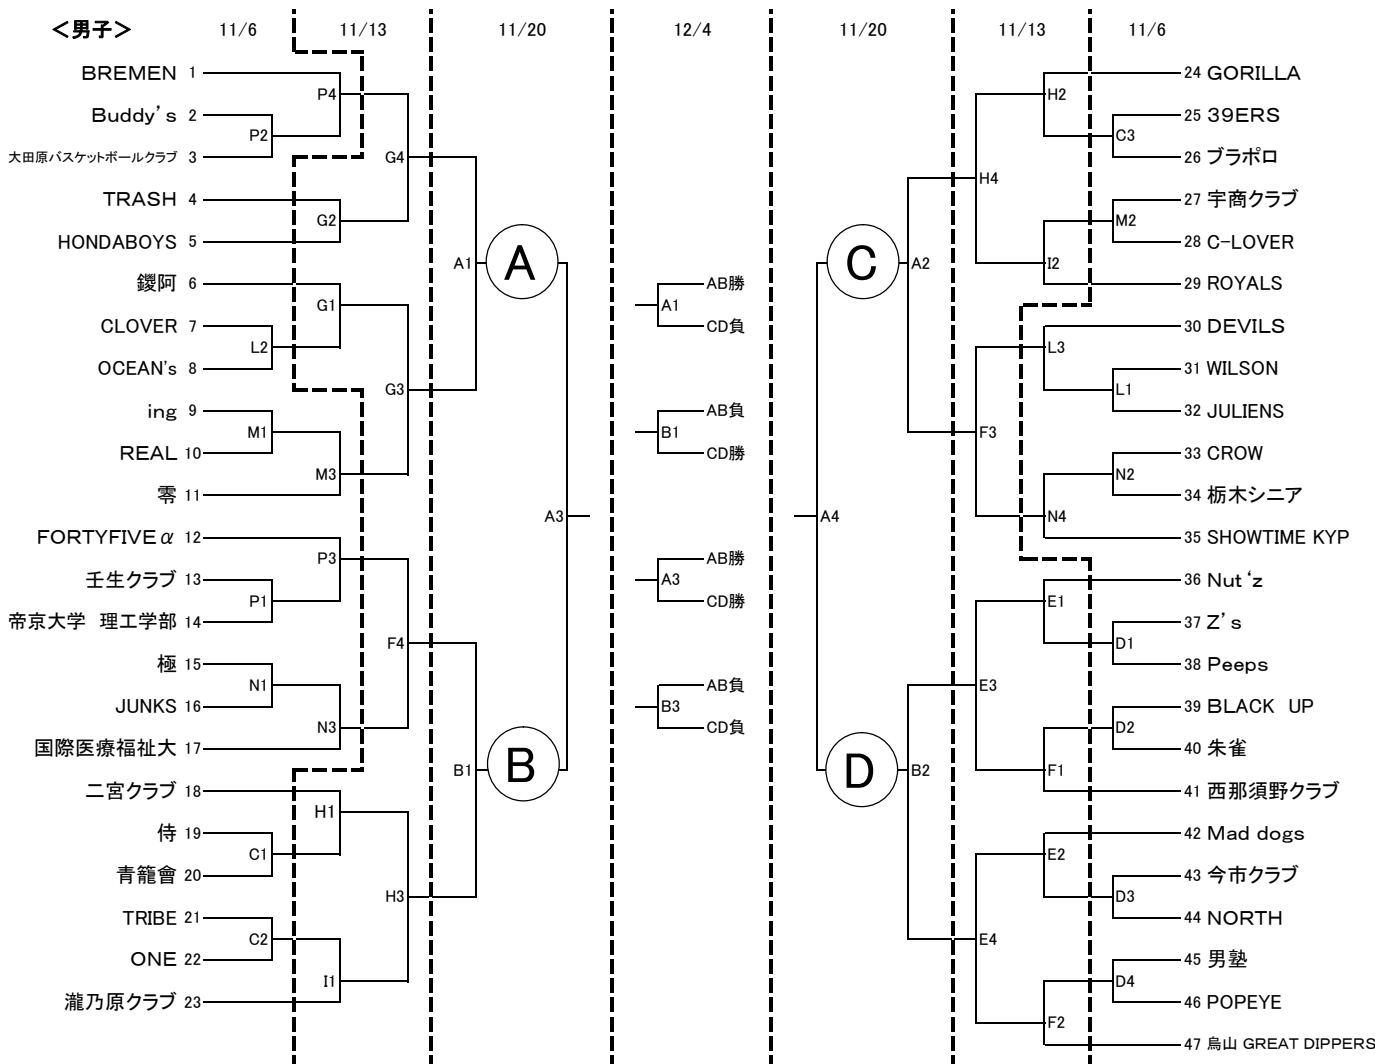 ＜男子＞ 11/6 11/13 11/20 12/4 11/20 11/13 11/6
BREMEN 1
P4
Buddy’s 2
P2
大田原バスケットボールクラブ 3
G4
TRASH 4
G2
HONDABOYS 5
A1
A
鑁阿 6
G1
CLOVER 7
L2
OCEAN's 8
G3
ing 9
M1
REAL 10
M3
零 11
A3
FORTYFIVEα 12
P3
壬生クラブ 13
P1
帝京大学　理工学部 14
F4
極 15
N1
JUNKS 16
N3
国際医療福祉大 17
B1
B
二宮クラブ 18
H1
侍 19
C1
青龍會 20
H3
TRIBE 21
C2
ONE 22
I1
瀧乃原クラブ 23
AB勝
A1
CD負
AB負
B1
CD勝
AB勝
A3
CD勝
AB負
B3
CD負
24 GORILLA
H2
25 39ERS
C3
26 ブラポロ
H4
27 宇商クラブ
M2
28 C-LOVER
C
A2
I2
29 ROYALS
30 DEVILS
L3
31 WILSON
L1
32 JULIENS
F3
33 CROW
N2
34 栃木シニア
A4
N4
35 SHOWTIME KYP
36 Nut‘z
E1
37 Z’s
D1
38 Peeps
E3
39 BLACK　UP
D2
40 朱雀
D
B2
F1
41 西那須野クラブ
42 Mad dogs
E2
43 今市クラブ
D3
44 NORTH
E4
45 男塾
D4
46 POPEYE
F2
47 烏山 GREAT DIPPERS